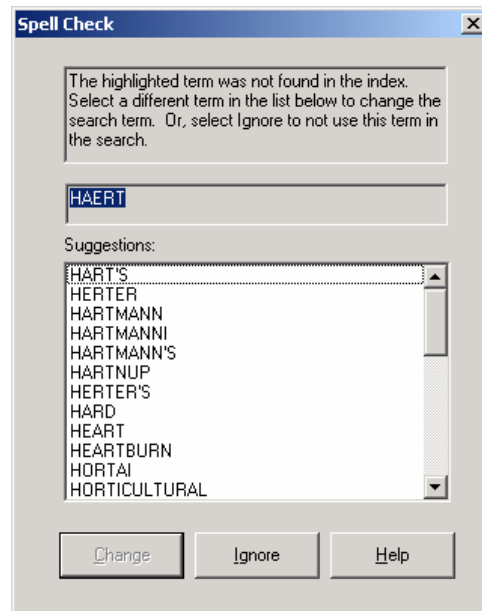 Spell Check
The highlighted term was not found in the index.
Select a different term in the list below to change the
search term. Or, select Ignore to not use this term in
the search.
HAERT
Suggestions:
HART'S
HERTER
HARTMANN
HARTMANNI
HARTMANN'S
HARTNUP
HERTER'S
HARD
HEART
HEARTBURN
HORTAI
HORTICULTURAL
Change Ignore Help